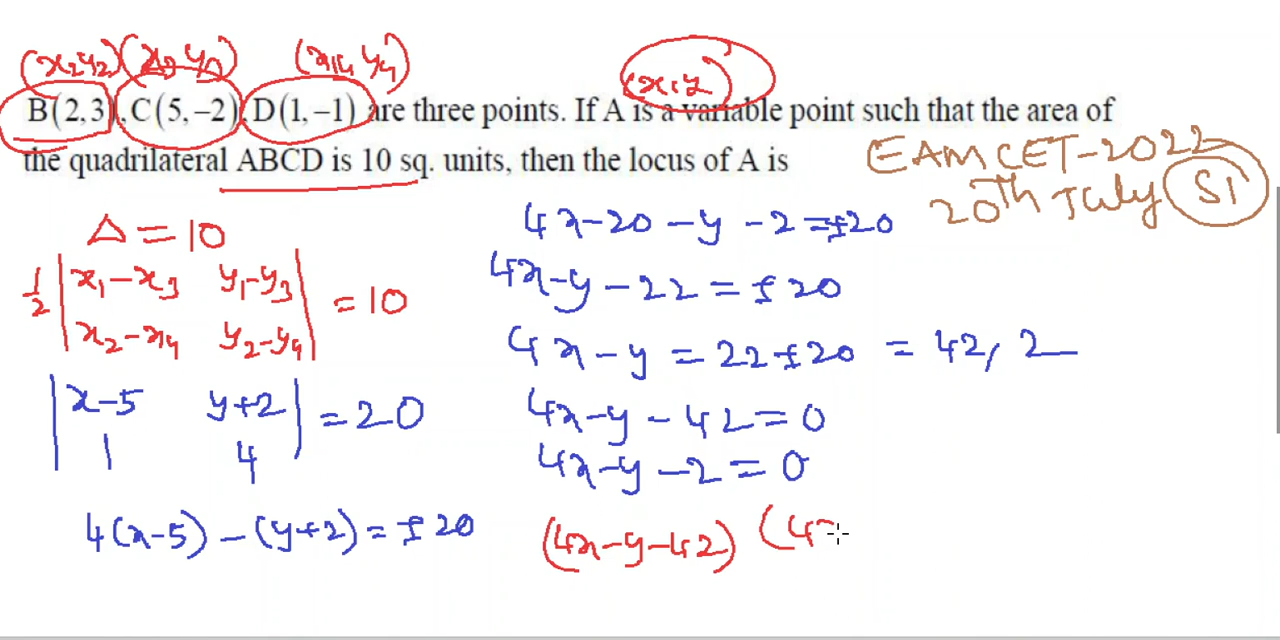 (x₂y₂) (x₃ y₃) (x₄ y₄) (x,y)
B(2,3), C(5,−2), D(1,−1) are three points. If A is a variable point such that the area of
the quadrilateral ABCD is 10 sq. units, then the locus of A is
EAMCET-2022
20th July S1
Δ = 10
1/2 | x₁−x₃ y₁−y₃ |
| x₂−x₄ y₂−y₄ | = 10
| x−5 y+2 |
| 1 4 | = 20
4(x−5) − (y+2) = ±20
4x−20 −y −2 = ±20
4x−y−22 = ±20
4x−y = 22±20 = 42, 2
4x−y−42 = 0
4x−y−2 = 0
(4x−y−42) (4x